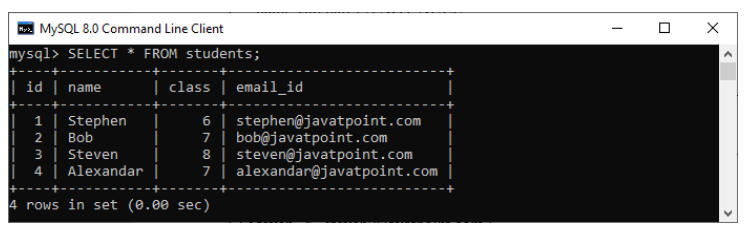 MySQL 8.0 Command Line Client
mysql> SELECT * FROM students;
+----+-----------+-------+--------------------------+
| id | name      | class | email_id                 |
+----+-----------+-------+--------------------------+
|  1 | Stephen   |     6 | stephen@javatpoint.com   |
|  2 | Bob       |     7 | bob@javatpoint.com       |
|  3 | Steven    |     8 | steven@javatpoint.com    |
|  4 | Alexandar |     7 | alexandar@javatpoint.com |
+----+-----------+-------+--------------------------+
4 rows in set (0.00 sec)